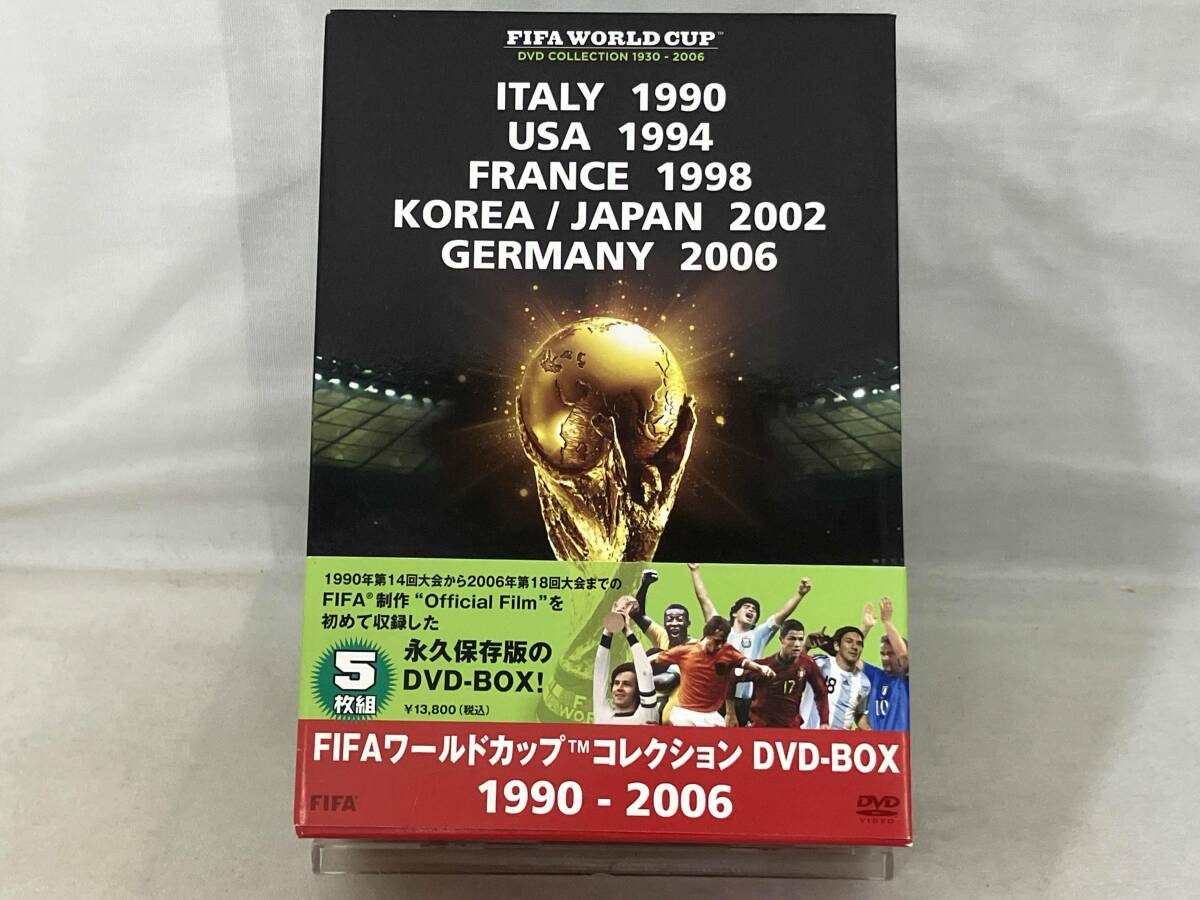 FIFA WORLD CUP™
DVD COLLECTION 1930 - 2006
ITALY 1990
USA 1994
FRANCE 1998
KOREA / JAPAN 2002
GERMANY 2006
1990年第14回大会から2006年第18回大会までの
FIFA®制作“Official Film”を
初めて収録した
5
枚組
永久保存版の
DVD-BOX!
¥13,800(税込)
17
18
10
FIFAワールドカップ™コレクション DVD-BOX
1990 - 2006
FIFA
DVD
VIDEO